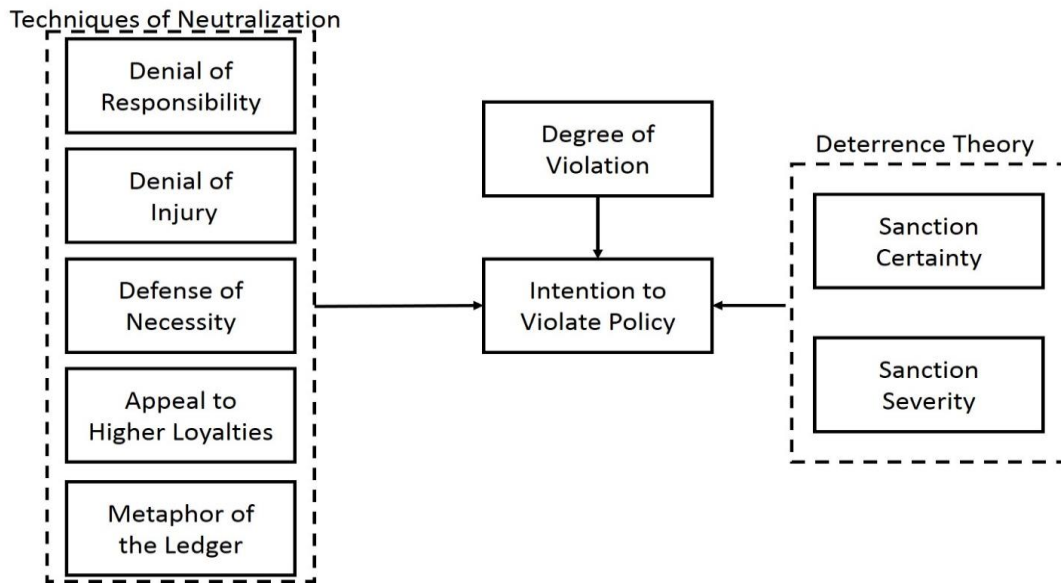 Techniques of Neutralization
Denial of
Responsibility
Denial of
Injury
Defense of
Necessity
Appeal to
Higher Loyalties
Metaphor of
the Ledger
Degree of
Violation
Intention to
Violate Policy
Deterrence Theory
Sanction
Certainty
Sanction
Severity